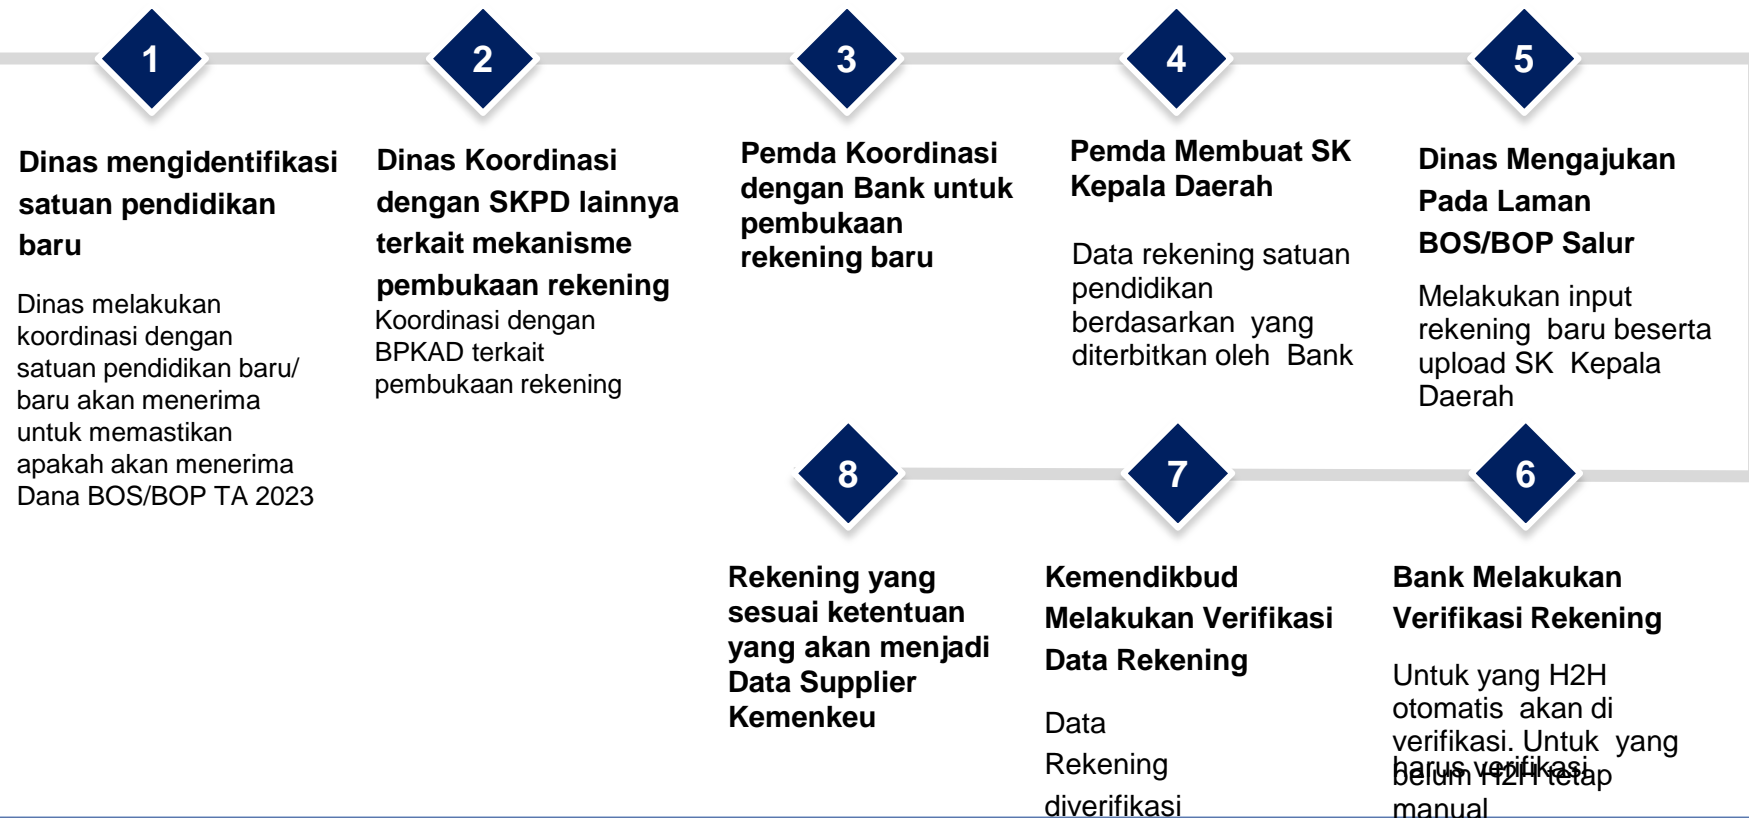 1
Dinas mengidentifikasi
satuan pendidikan
baru
Dinas melakukan
koordinasi dengan
satuan pendidikan baru/
baru akan menerima
untuk memastikan
apakah akan menerima
Dana BOS/BOP TA 2023
2
Dinas Koordinasi
dengan SKPD lainnya
terkait mekanisme
pembukaan rekening
Koordinasi dengan
BPKAD terkait
pembukaan rekening
3
Pemda Koordinasi
dengan Bank untuk
pembukaan
rekening baru
4
Pemda Membuat SK
Kepala Daerah
Data rekening satuan
pendidikan
berdasarkan yang
diterbitkan oleh Bank
5
Dinas Mengajukan
Pada Laman
BOS/BOP Salur
Melakukan input
rekening baru beserta
upload SK Kepala
Daerah
6
Bank Melakukan
Verifikasi Rekening
Untuk yang H2H
otomatis akan di
verifikasi. Untuk yang
belum H2H tetap
harus verifikasi
manual
7
Kemendikbud
Melakukan Verifikasi
Data Rekening
Data
Rekening
diverifikasi
8
Rekening yang
sesuai ketentuan
yang akan menjadi
Data Supplier
Kemenkeu